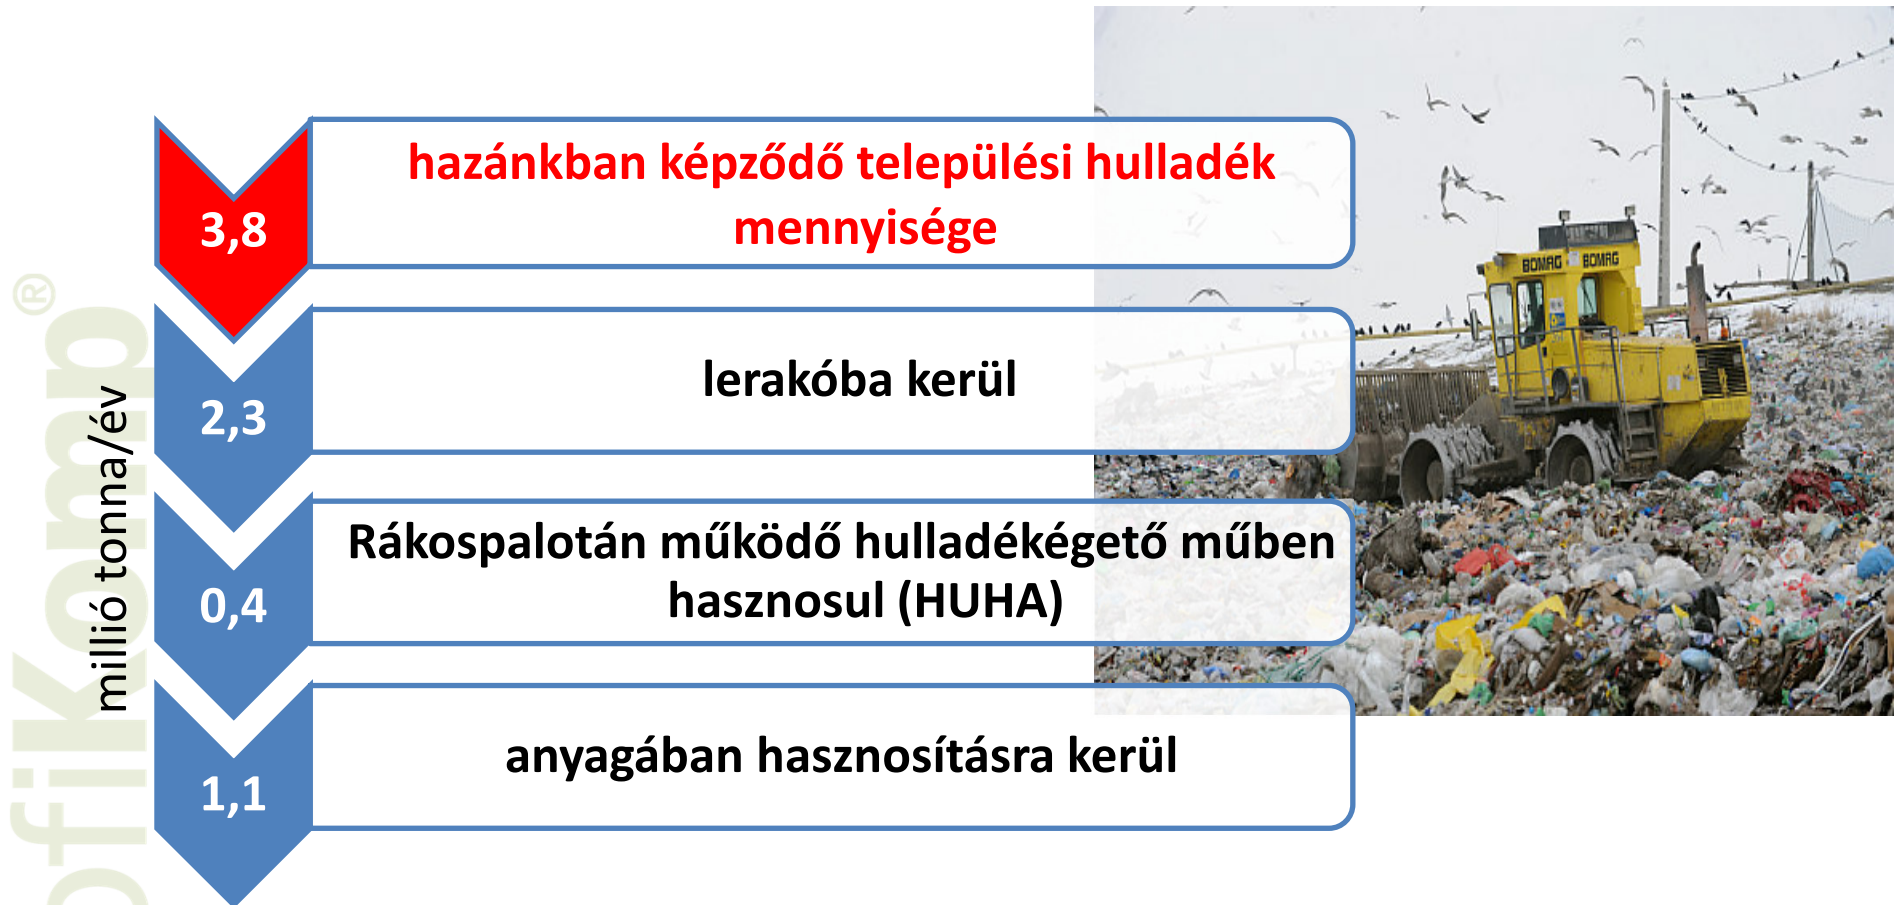 3,8
hazánkban képződő települési hulladék
mennyisége
2,3
lerakóba kerül
0,4
Rákospalotán működő hulladékégető műben
hasznosul (HUHA)
1,1
anyagában hasznosításra kerül
millió tonna/év
ofiKomp®
BOMAG BOMAG